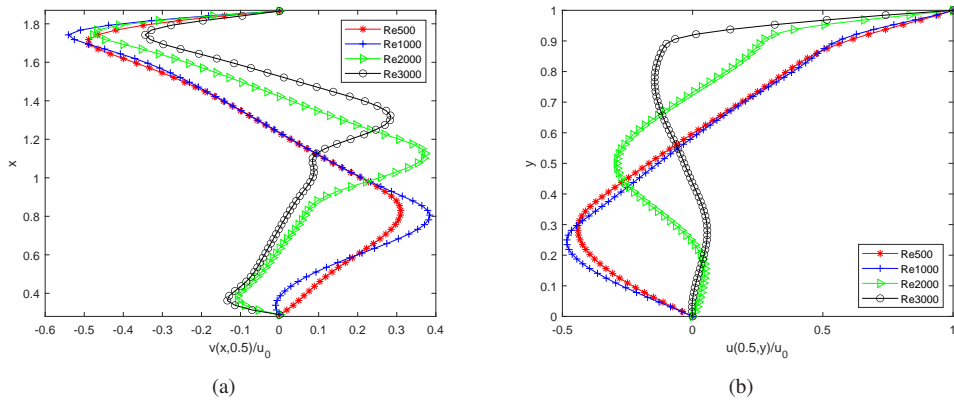 1.8
1.6
1.4
1.2
1
0.8
0.6
0.4
x
-0.6
-0.5
-0.4
-0.3
-0.2
-0.1
0
0.1
0.2
0.3
0.4
v(x,0.5)/u0
Re500
Re1000
Re2000
Re3000
(a)
1
0.9
0.8
0.7
0.6
0.5
0.4
0.3
0.2
0.1
0
y
-0.5
0
0.5
1
u(0.5,y)/u0
Re500
Re1000
Re2000
Re3000
(b)